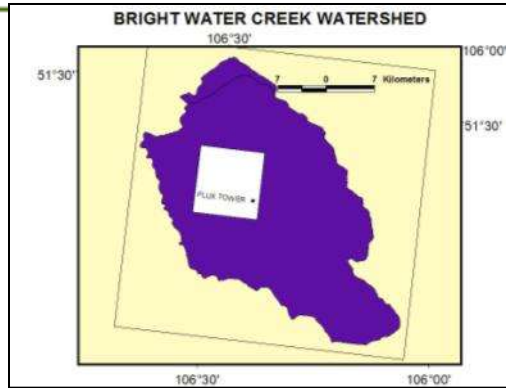 BRIGHT WATER CREEK WATERSHED
106°30'
106°00'
51°30'
7 0 7 Kilometers
51°30'
FLUX TOWER
106°30'
106°00'